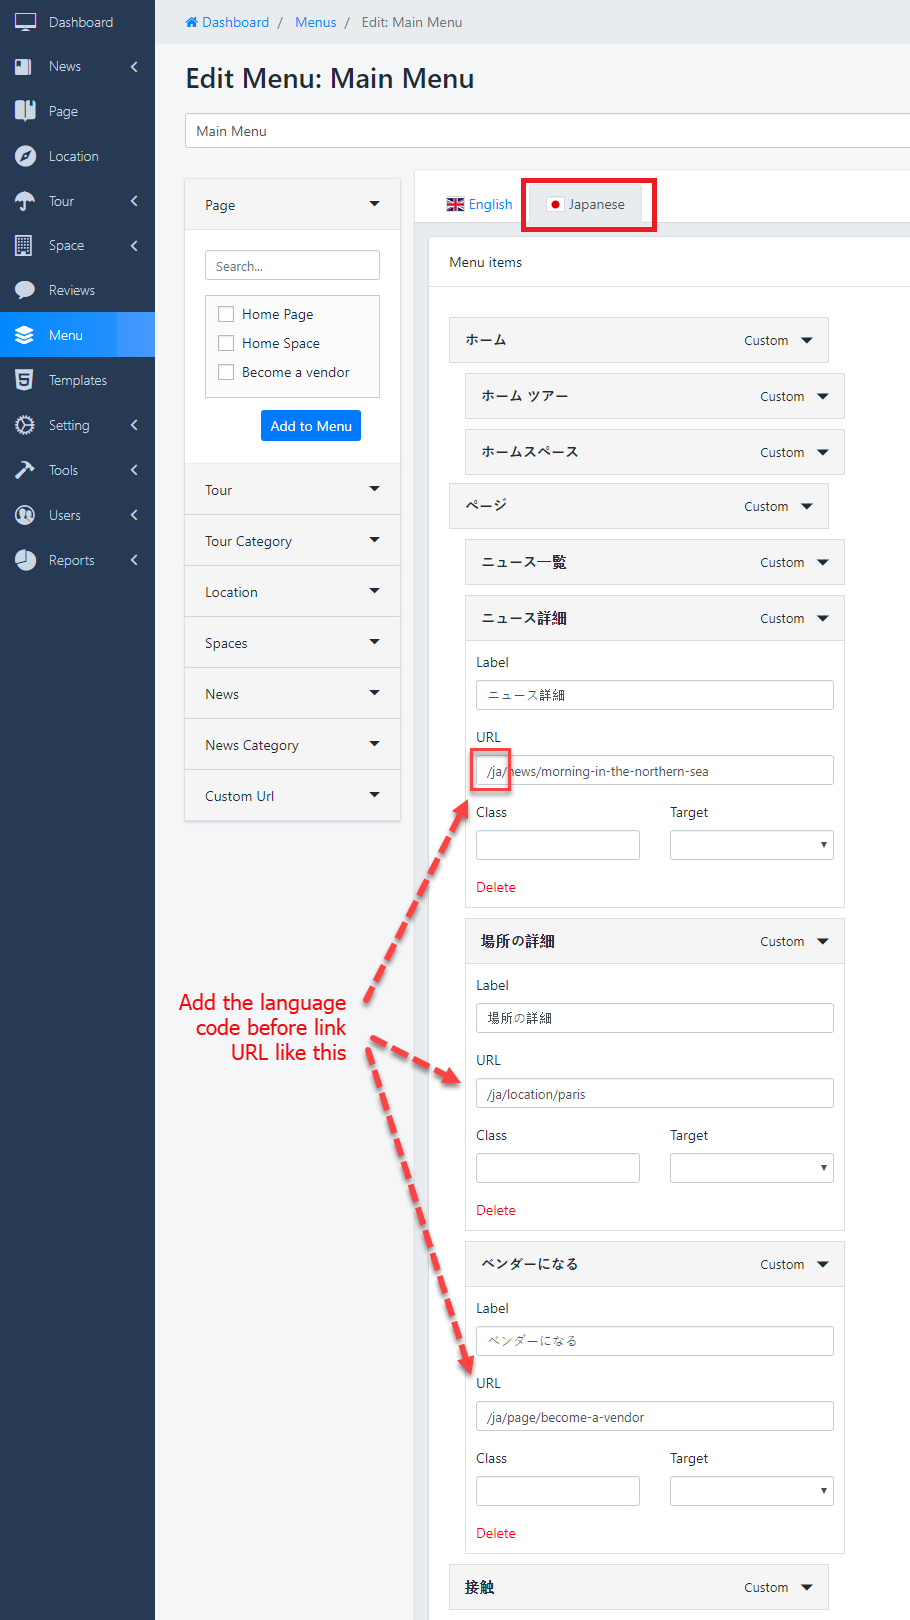 Dashboard
News
Page
Location
Tour
Space
Reviews
Menu
Templates
Setting
Tools
Users
Reports
Dashboard / Menus / Edit: Main Menu
Edit Menu: Main Menu
Main Menu
Page
Search...
Home Page
Home Space
Become a vendor
Add to Menu
Tour
Tour Category
Location
Spaces
News
News Category
Custom Url
Add the language
code before link
URL like this
English Japanese
Menu items
ホーム Custom
ホーム ツアー Custom
ホームスペース Custom
ページ Custom
ニュース一覧 Custom
ニュース詳細 Custom
Label
ニュース詳細
URL
/ja/news/morning-in-the-northern-sea
Class Target
Delete
場所の詳細 Custom
Label
場所の詳細
URL
/ja/location/paris
Class Target
Delete
ベンダーになる Custom
Label
ベンダーになる
URL
/ja/page/become-a-vendor
Class Target
Delete
接触 Custom